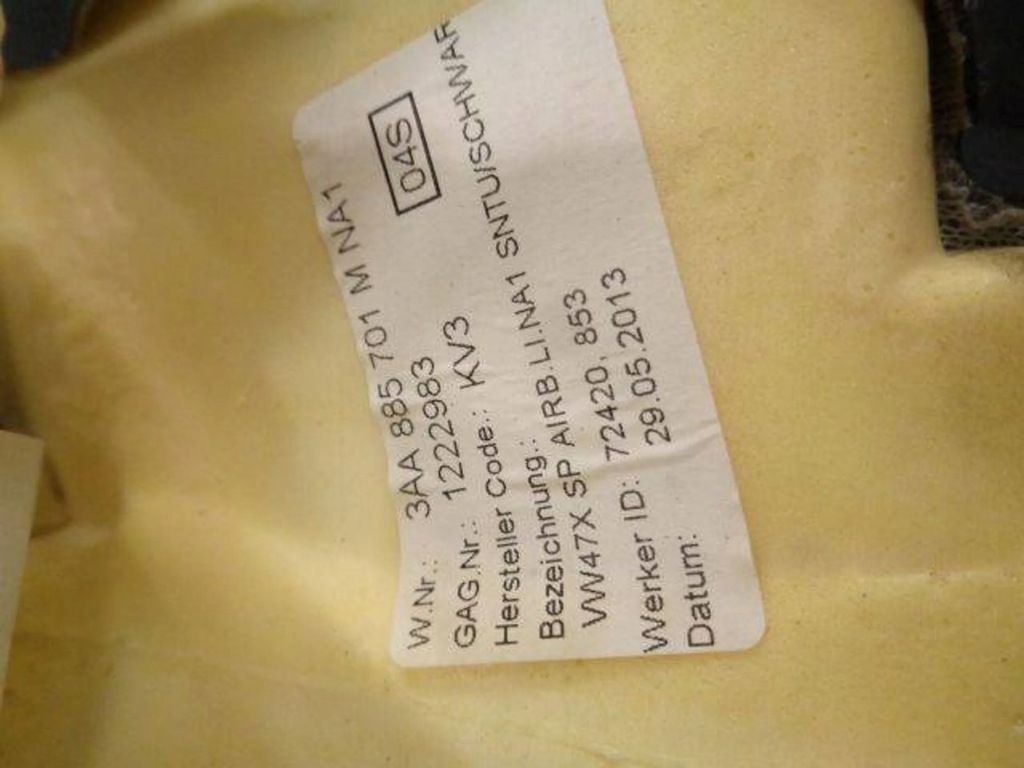 W.Nr.: 3AA 885 701 M NA1
04S
GAG.Nr.: 1222983
Hersteller Code.: KV3
Bezeichnung.:
VW47X SP AIRB.LI.NA1 SNTU/SCHWAR
Werker ID: 72420, 853
Datum: 29.05.2013